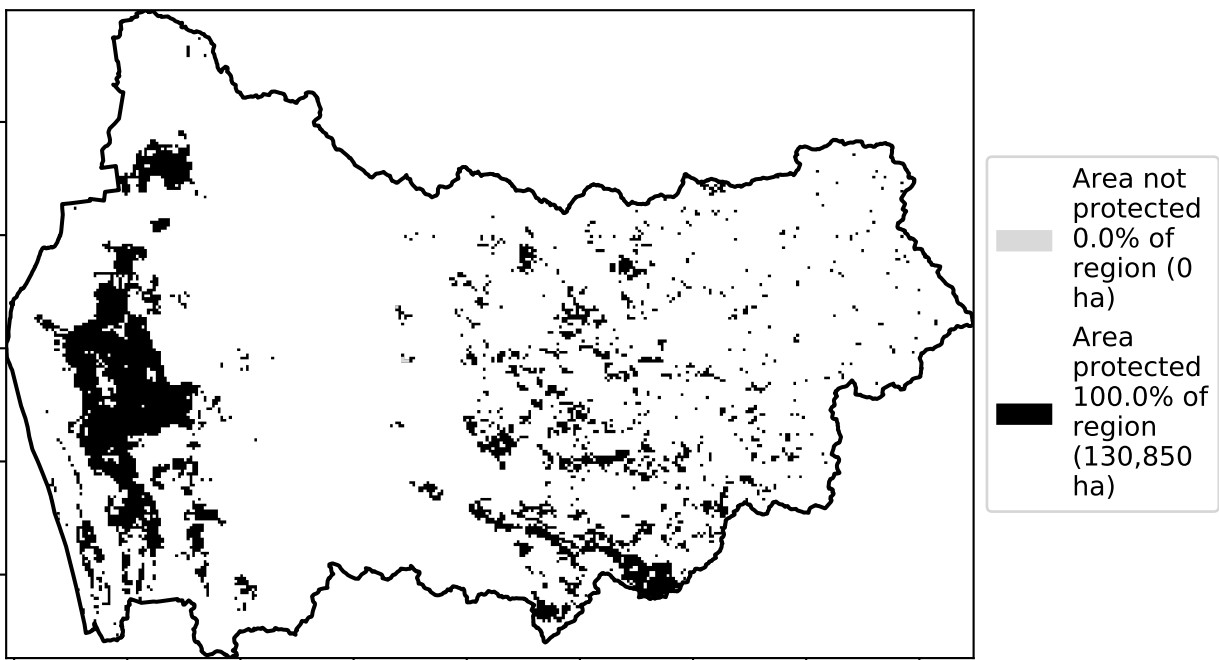 Area not
protected
0.0% of
region (0
ha)
Area
protected
100.0% of
region
(130,850
ha)